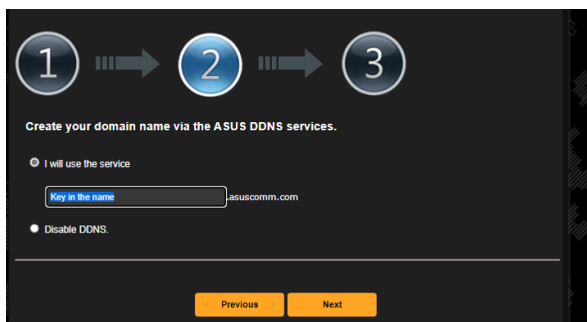 1 2 3
Create your domain name via the ASUS DDNS services.
I will use the service
Key in the name .asuscomm.com
Disable DDNS.
Previous Next